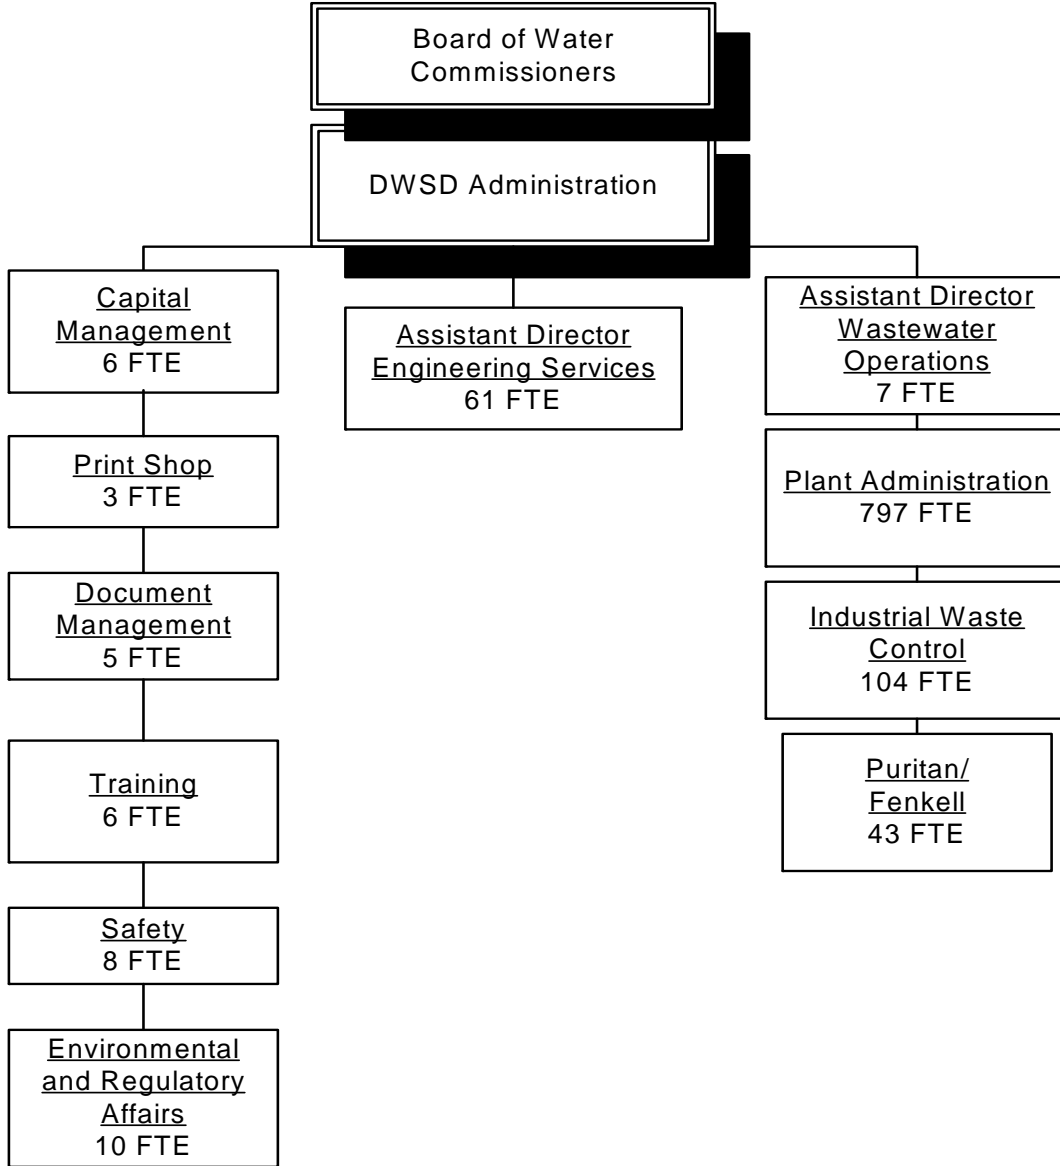 Board of Water
Commissioners
DWSD Administration
Capital
Management
6 FTE
Print Shop
3 FTE
Document
Management
5 FTE
Training
6 FTE
Safety
8 FTE
Environmental
and Regulatory
Affairs
10 FTE
Assistant Director
Engineering Services
61 FTE
Assistant Director
Wastewater
Operations
7 FTE
Plant Administration
797 FTE
Industrial Waste
Control
104 FTE
Puritan/
Fenkell
43 FTE